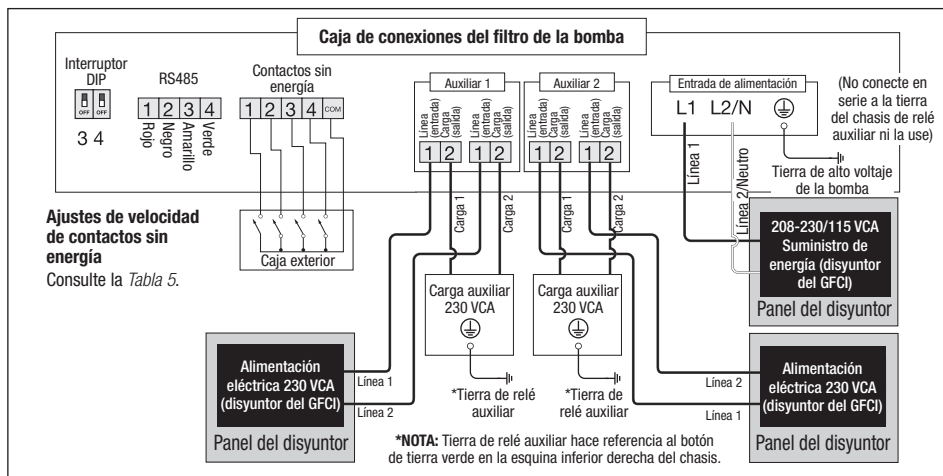 Caja de conexiones del filtro de la bomba
Interruptor
DIP
OFF OFF
3 4
RS485
1 2 3 4
Rojo
Negro
Amarillo
Verde
Contactos sin
energía
1 2 3 4 COM
Caja exterior
Auxiliar 1
Línea
(entrada)
Carga
(salida)
Línea
(entrada)
Carga
(salida)
1 2 1 2
Auxiliar 2
Línea
(entrada)
Carga
(salida)
Línea
(entrada)
Carga
(salida)
1 2 1 2
Entrada de alimentación
L1 L2/N
(No conecte en
serie a la tierra
del chasis de relé
auxiliar ni la use)
Tierra de alto voltaje
de la bomba
Línea 1
Línea 2/Neutro
Ajustes de velocidad
de contactos sin
energía
Consulte la Tabla 5.
Carga 1
Carga 2
Carga 1
Carga 2
208-230/115 VCA
Suministro de
energía (disyuntor
del GFCI)
Panel del disyuntor
Carga auxiliar
230 VCA
Carga auxiliar
230 VCA
*Tierra de relé
auxiliar
*Tierra de
relé auxiliar
Alimentación
eléctrica 230 VCA
(disyuntor del GFCI)
Panel del disyuntor
Línea 1
Línea 2
Línea 2
Línea 1
Alimentación
eléctrica 230 VCA
(disyuntor del GFCI)
Panel del disyuntor
*NOTA: Tierra de relé auxiliar hace referencia al botón
de tierra verde en la esquina inferior derecha del chasis.